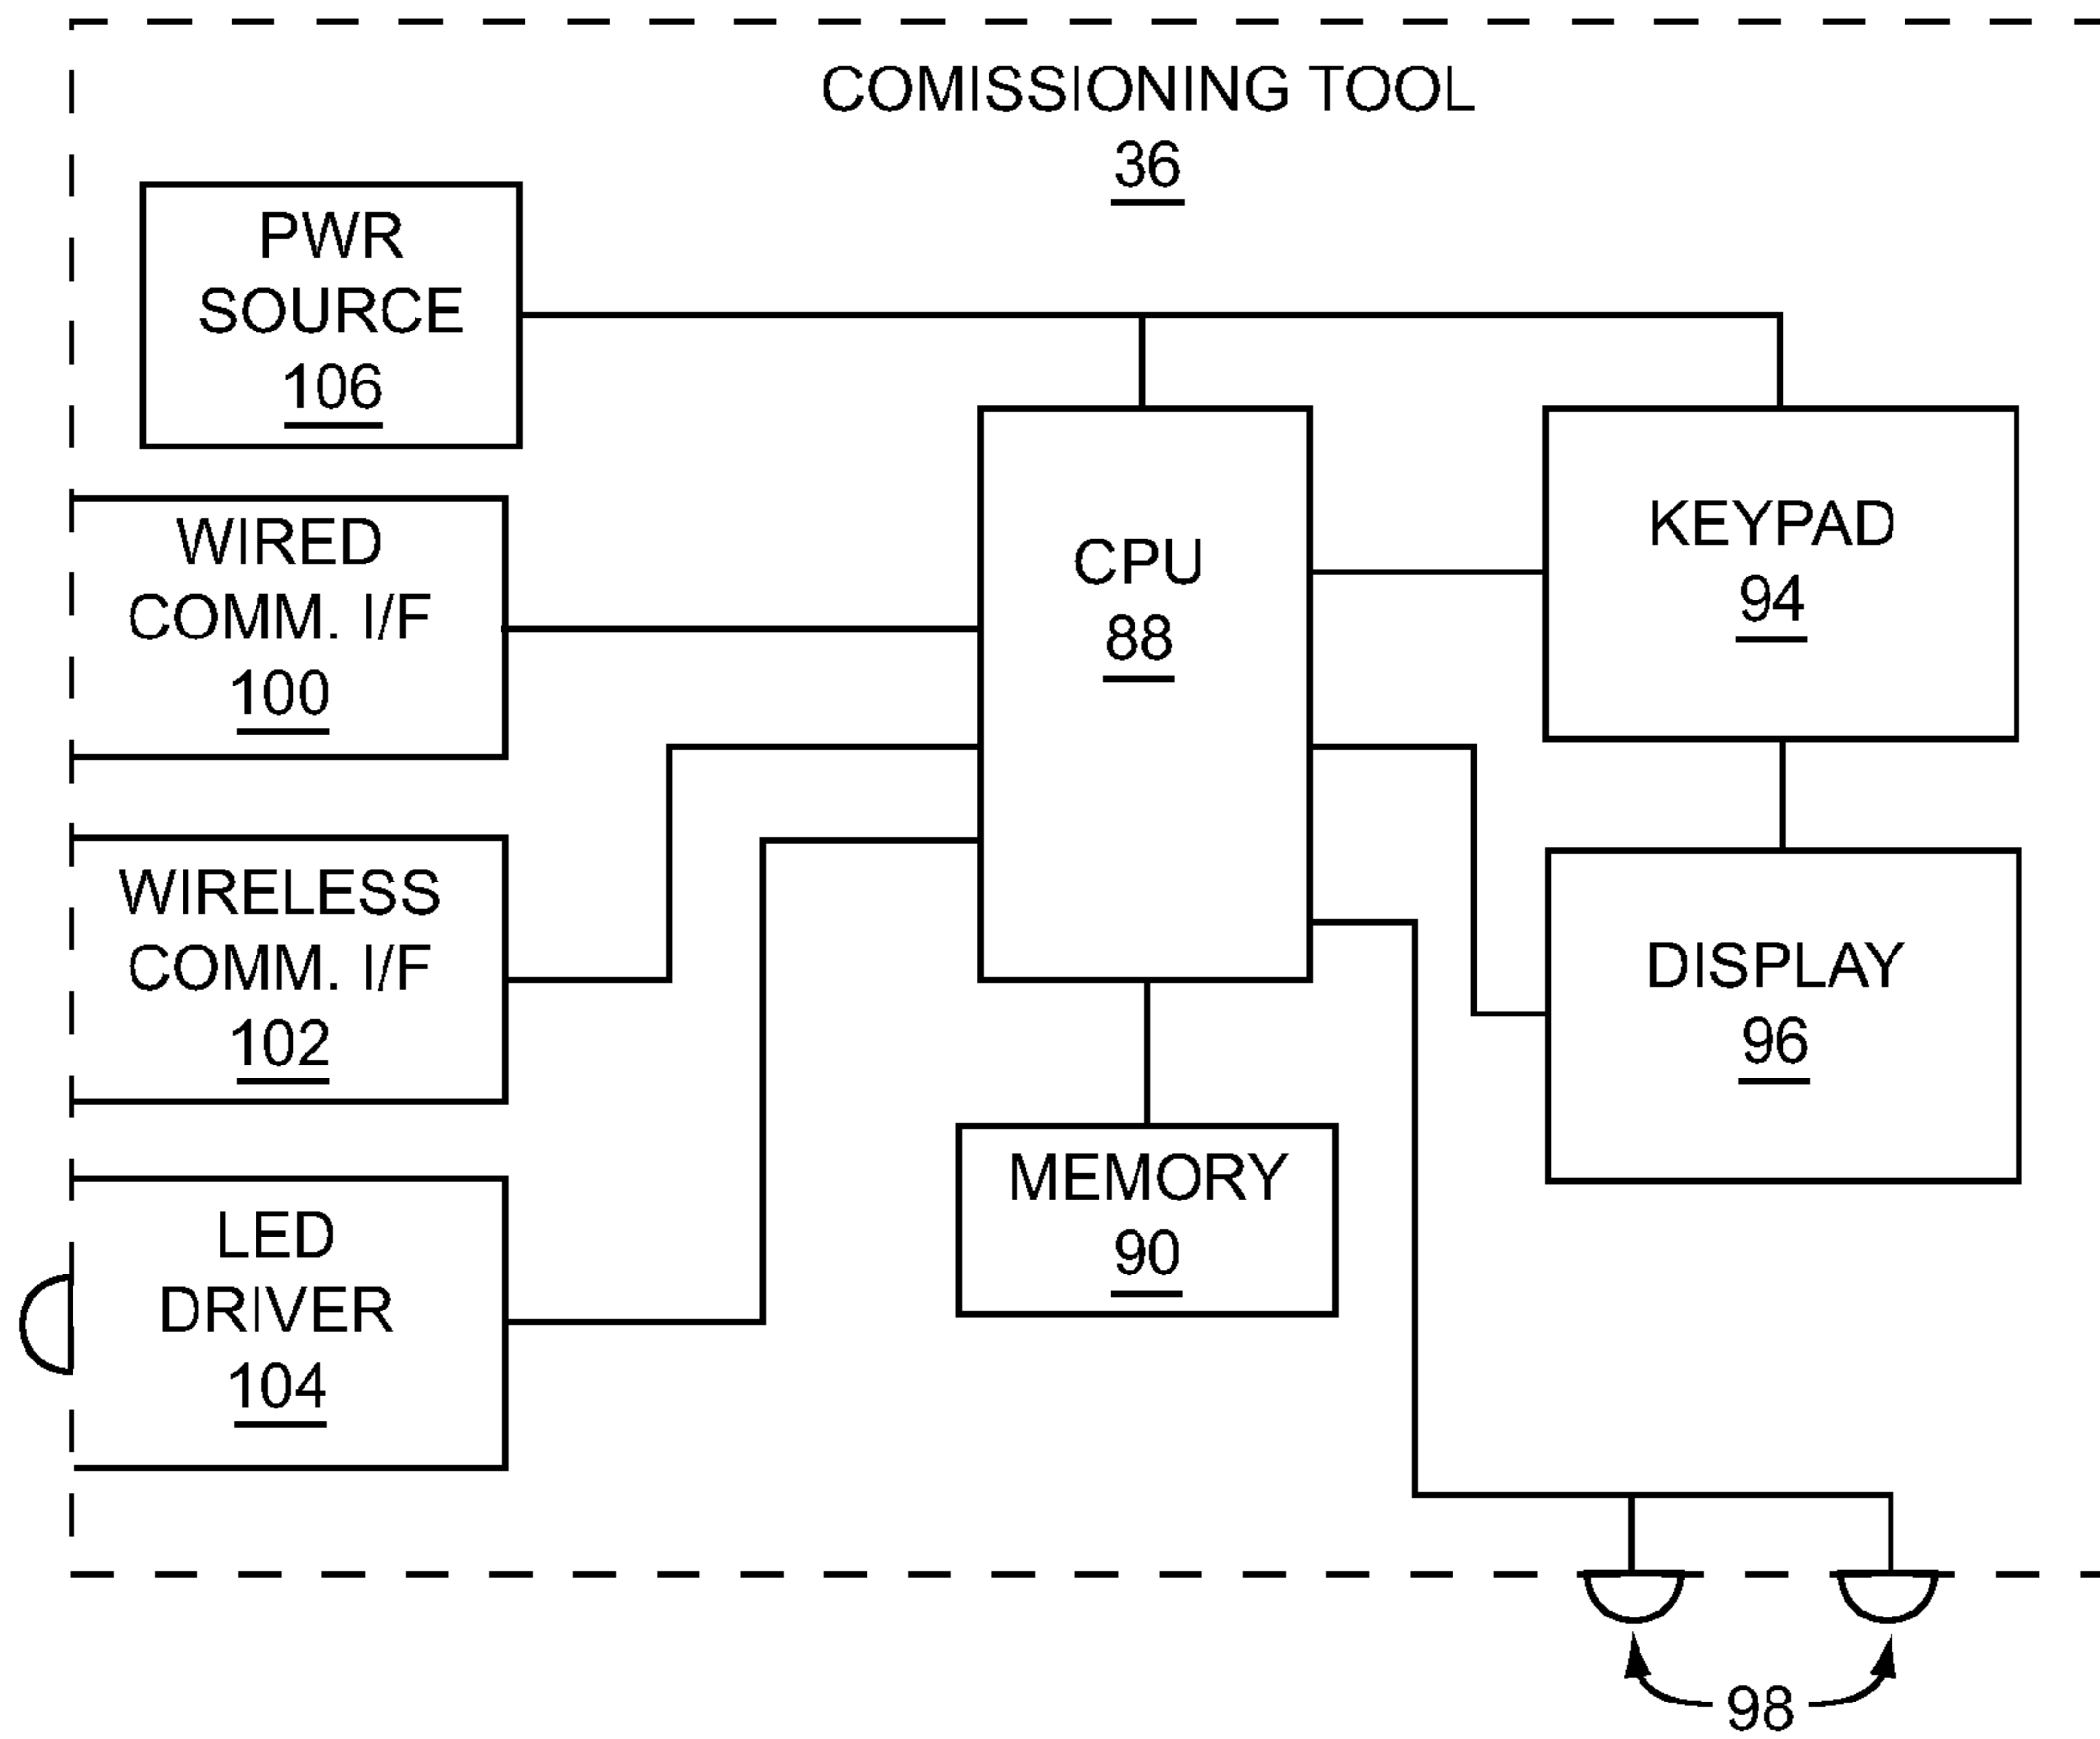 COMISSIONING TOOL
36
PWR
SOURCE
106
WIRED
COMM. I/F
100
WIRELESS
COMM. I/F
102
LED
DRIVER
104
CPU
88
MEMORY
90
KEYPAD
94
DISPLAY
96
98